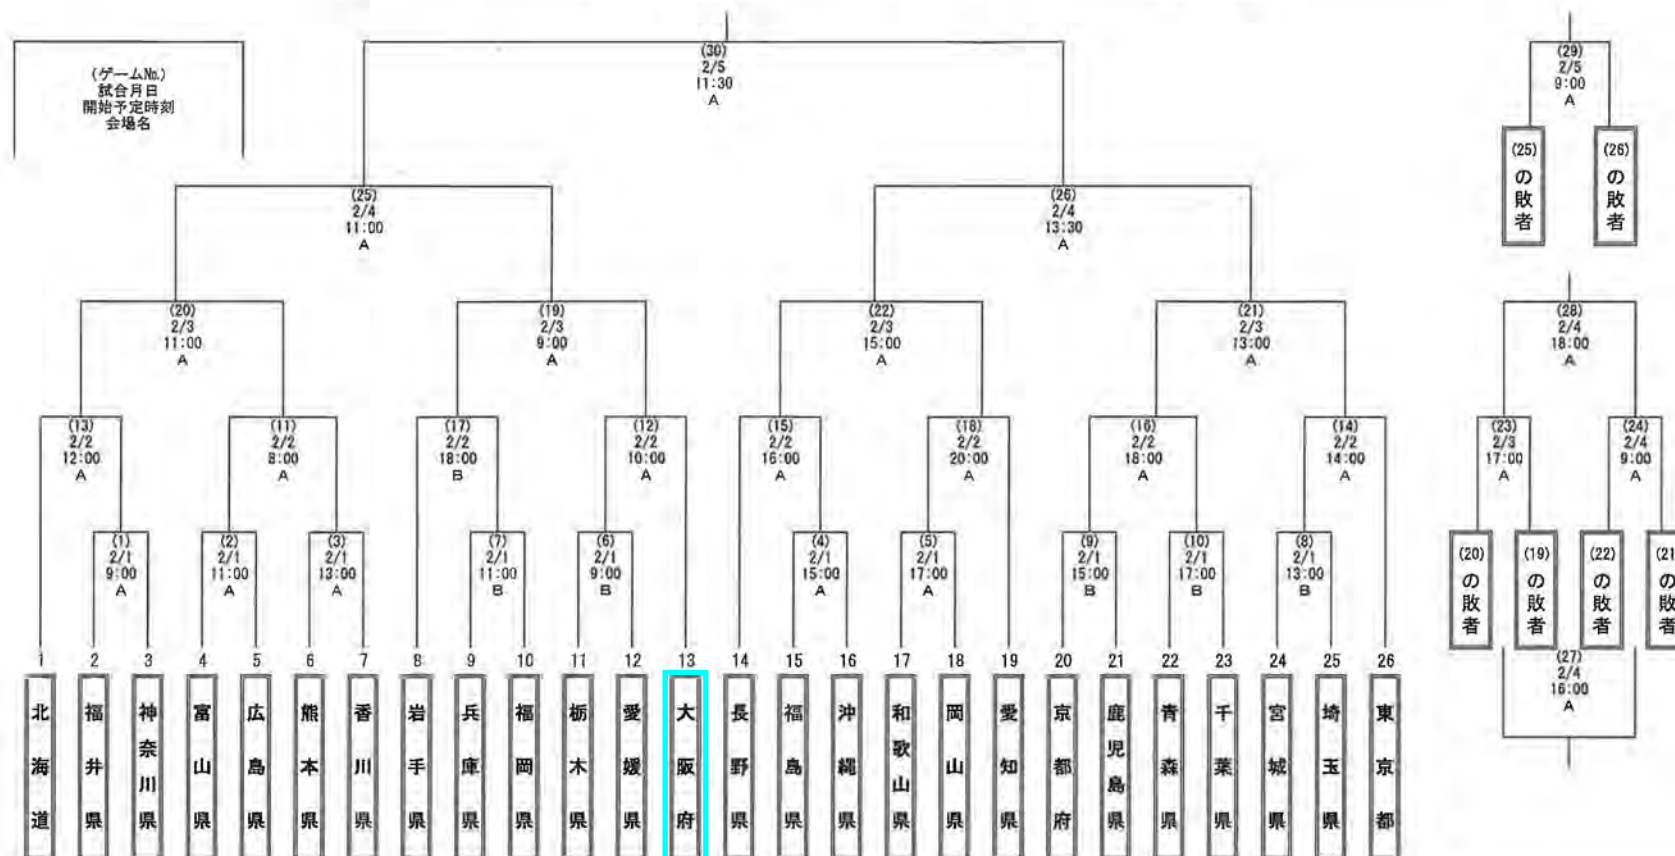 (ゲームNo.)
試合月日
開始予定時刻
会場名
(30)
2/5
11:30
A
(29)
2/5
9:00
A
(25)の敗者
(26)の敗者
(25)
2/4
11:00
A
(26)
2/4
13:30
A
(20)
2/3
11:00
A
(19)
2/3
9:00
A
(22)
2/3
15:00
A
(21)
2/3
13:00
A
(28)
2/4
18:00
A
(13)
2/2
12:00
A
(11)
2/2
8:00
A
(17)
2/2
18:00
B
(12)
2/2
10:00
A
(15)
2/2
16:00
A
(18)
2/2
20:00
A
(16)
2/2
18:00
A
(14)
2/2
14:00
A
(23)
2/3
17:00
A
(24)
2/4
9:00
A
(1)
2/1
9:00
A
(2)
2/1
11:00
A
(3)
2/1
13:00
A
(7)
2/1
11:00
B
(6)
2/1
9:00
B
(4)
2/1
15:00
A
(5)
2/1
17:00
A
(9)
2/1
15:00
B
(10)
2/1
17:00
B
(8)
2/1
13:00
B
(20)の敗者
(19)の敗者
(22)の敗者
(21)の敗者
(27)
2/4
16:00
A
1 2 3 4 5 6 7 8 9 10 11 12 13 14 15 16 17 18 19 20 21 22 23 24 25 26
北海道
福井県
神奈川県
富山県
広島県
熊本県
香川県
岩手県
兵庫県
福岡県
栃木県
愛媛県
大阪府
長野県
福島県
沖縄県
和歌山県
岡山県
愛知県
京都府
鹿児島県
青森県
千葉県
宮城県
埼玉県
東京都